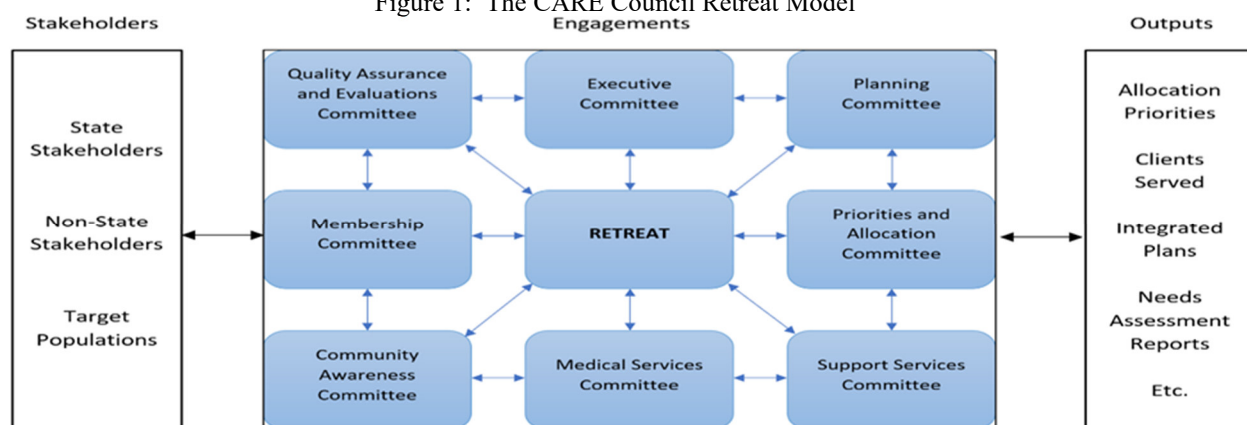 Figure 1: The CARE Council Retreat Model
Stakeholders
Engagements
Outputs
State
Stakeholders
Non-State
Stakeholders
Target
Populations
Quality Assurance
and Evaluations
Committee
Executive
Committee
Planning
Committee
Membership
Committee
RETREAT
Priorities and
Allocation
Committee
Community
Awareness
Committee
Medical Services
Committee
Support Services
Committee
Allocation
Priorities
Clients
Served
Integrated
Plans
Needs
Assessment
Reports
Etc.